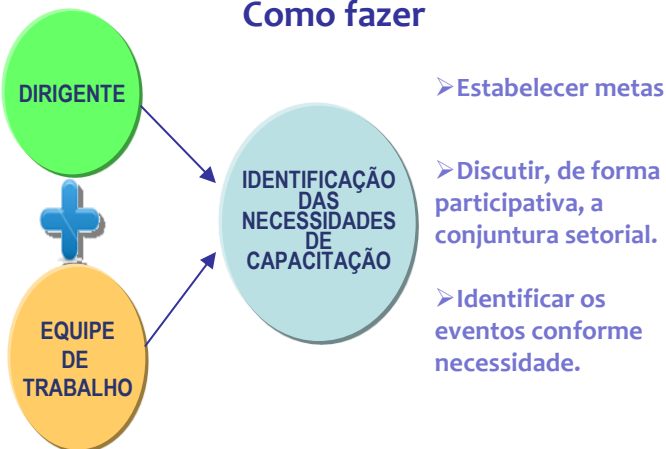 Como fazer
DIRIGENTE
EQUIPE
DE
TRABALHO
IDENTIFICAÇÃO
DAS
NECESSIDADES
DE
CAPACITAÇÃO
➢Estabelecer metas
➢Discutir, de forma
participativa, a
conjuntura setorial.
➢Identificar os
eventos conforme
necessidade.